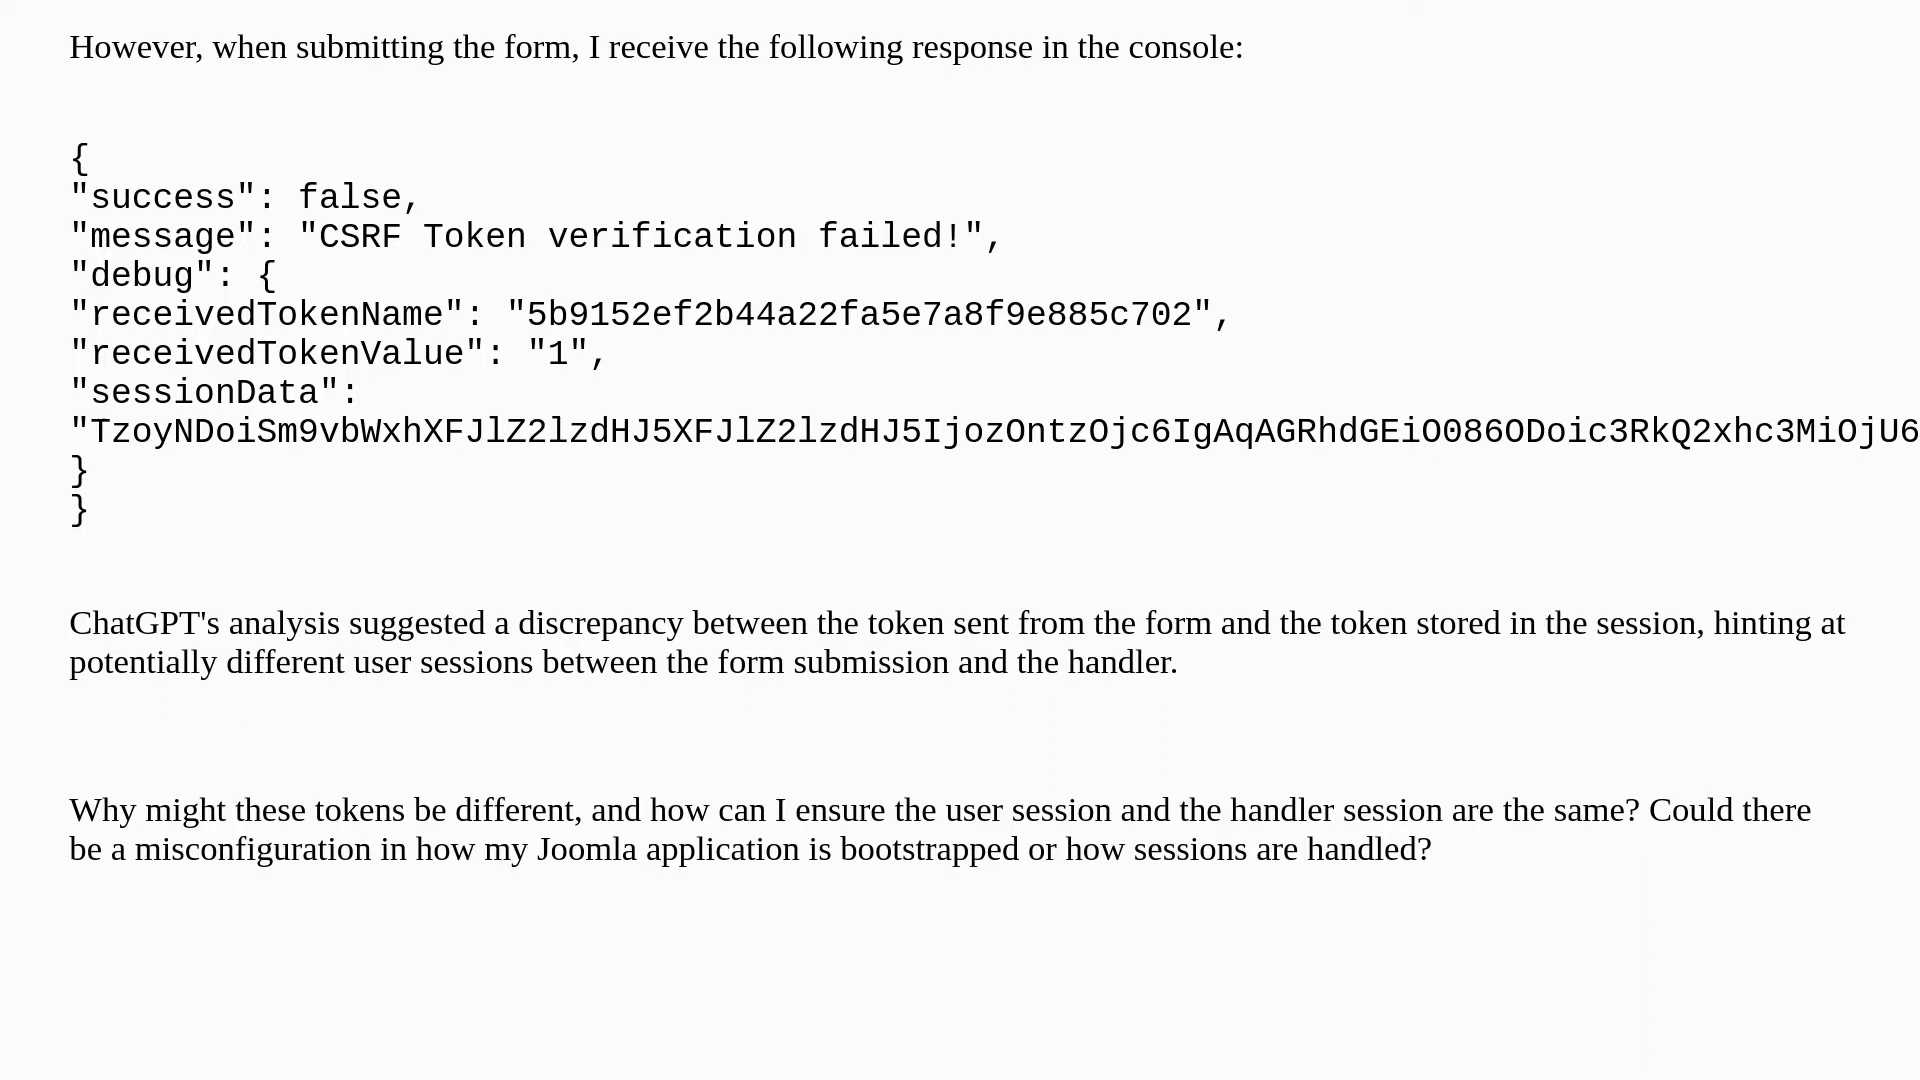 However, when submitting the form, I receive the following response in the console:
{
"success": false,
"message": "CSRF Token verification failed!",
"debug": {
"receivedTokenName": "5b9152ef2b44a22fa5e7a8f9e885c702",
"receivedTokenValue": "1",
"sessionData":
"TzoyNDoiSm9vbWxhXFJlZ2lzdHJ5XFJlZ2lzdHJ5IjozOntzOjc6IgAqAGRhdGEiO086ODoic3RkQ2xhc3MiOjU6
}
}
ChatGPT's analysis suggested a discrepancy between the token sent from the form and the token stored in the session, hinting at
potentially different user sessions between the form submission and the handler.
Why might these tokens be different, and how can I ensure the user session and the handler session are the same? Could there
be a misconfiguration in how my Joomla application is bootstrapped or how sessions are handled?